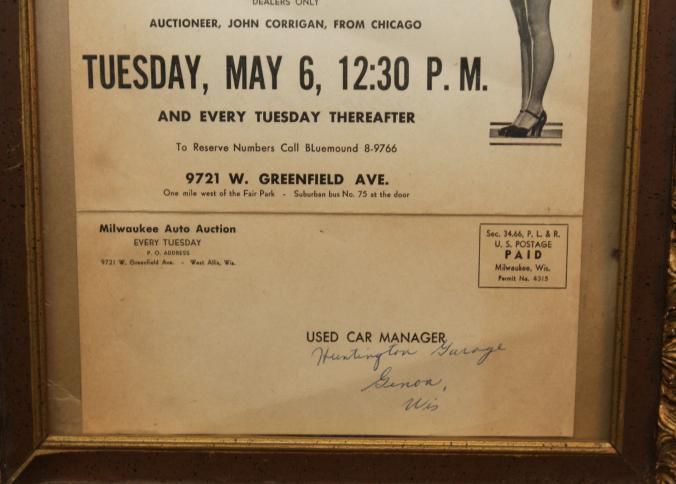 DEALERS ONLY
AUCTIONEER, JOHN CORRIGAN, FROM CHICAGO
TUESDAY, MAY 6, 12:30 P. M.
AND EVERY TUESDAY THEREAFTER
To Reserve Numbers Call BLuemound 8-9766
9721 W. GREENFIELD AVE.
One mile west of the Fair Park - Suburban bus No. 75 at the door
Milwaukee Auto Auction
EVERY TUESDAY
P. O. ADDRESS
9721 W. Greenfield Ave. - West Allis, Wis.
Sec. 34.66, P. L. & R.
U. S. POSTAGE
PAID
Milwaukee, Wis.
Permit No. 4315
USED CAR MANAGER
Huntington Garage
Genoa,
Wis